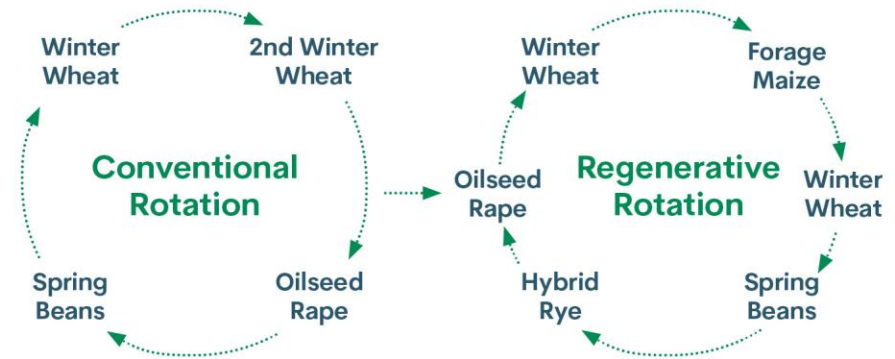 Winter
Wheat
2nd Winter
Wheat
Conventional
Rotation
Spring
Beans
Oilseed
Rape
Winter
Wheat
Forage
Maize
Oilseed
Rape
Regenerative
Rotation
Winter
Wheat
Hybrid
Rye
Spring
Beans